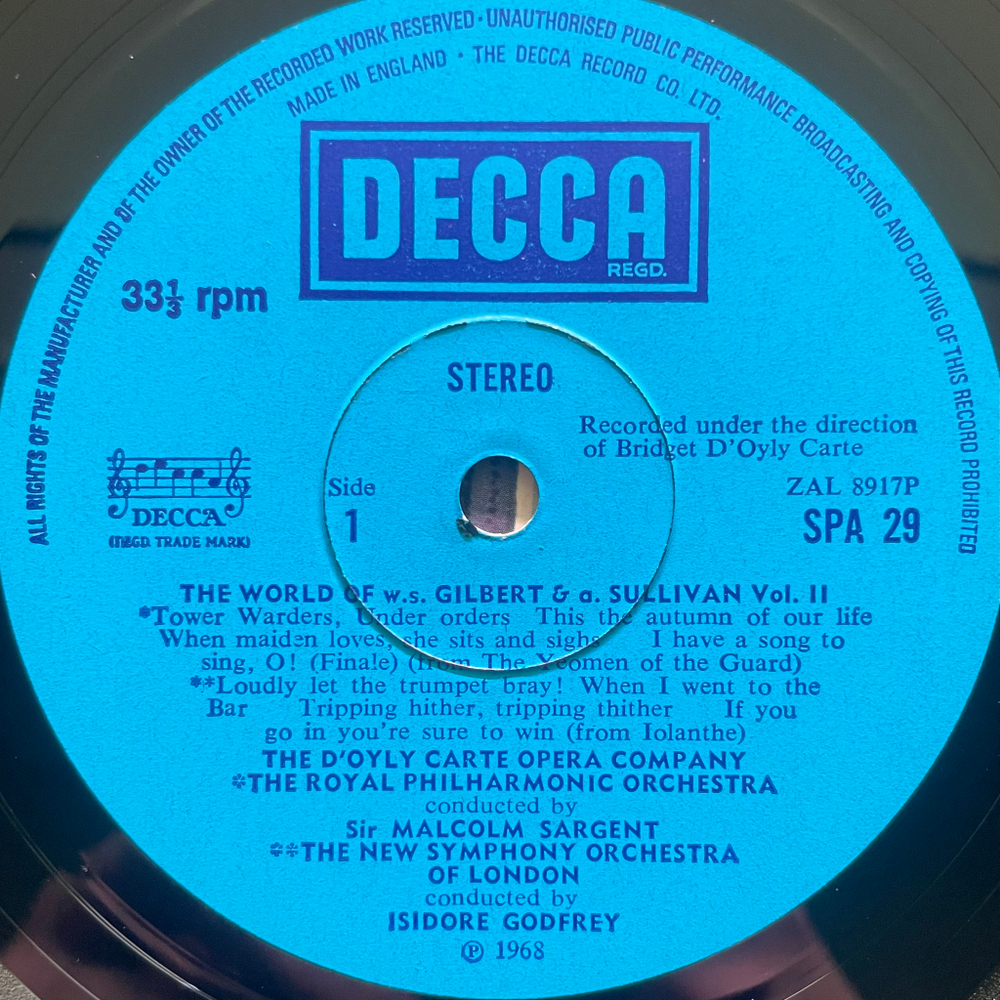 ALL RIGHTS OF THE MANUFACTURER AND OF THE OWNER OF THE RECORDED WORK RESERVED · UNAUTHORISED PUBLIC PERFORMANCE BROADCASTING AND COPYING OF THIS RECORD PROHIBITED
MADE IN ENGLAND · THE DECCA RECORD CO. LTD.
DECCA
REGD.
33⅓ rpm
STEREO
Recorded under the direction
of Bridget D'Oyly Carte
DECCA
(REGD. TRADE MARK)
Side
1
ZAL 8917P
SPA 29
THE WORLD OF w.s. GILBERT & a. SULLIVAN Vol. II
*Tower Warders, Under orders This the autumn of our life
When maiden loves, she sits and sighs I have a song to
sing, O! (Finale) (from The Yeomen of the Guard)
**Loudly let the trumpet bray! When I went to the
Bar Tripping hither, tripping thither If you
go in you're sure to win (from Iolanthe)
THE D'OYLY CARTE OPERA COMPANY
*THE ROYAL PHILHARMONIC ORCHESTRA
conducted by
Sir MALCOLM SARGENT
**THE NEW SYMPHONY ORCHESTRA
OF LONDON
conducted by
ISIDORE GODFREY
℗ 1968